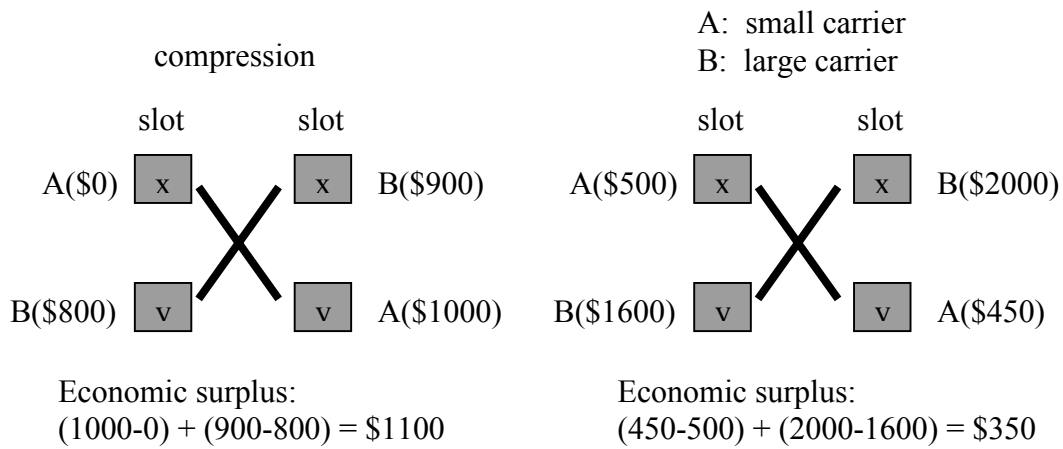 compression
A: small carrier
B: large carrier
slot slot slot slot
A($0) x x B($900) A($500) x x B($2000)
B($800) v v A($1000) B($1600) v v A($450)
Economic surplus: Economic surplus:
(1000-0) + (900-800) = $1100 (450-500) + (2000-1600) = $350